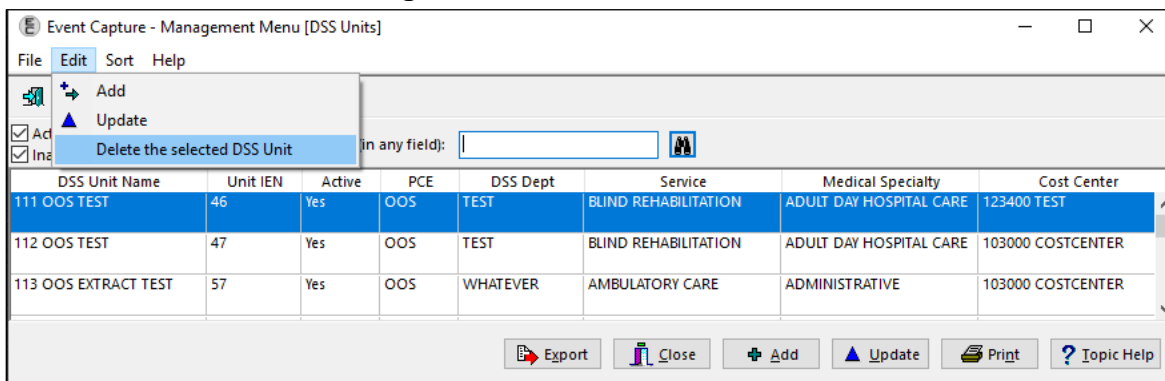 Event Capture - Management Menu [DSS Units]
File Edit Sort Help
Add
Update
Delete the selected DSS Unit
(in any field):
DSS Unit Name Unit IEN Active PCE DSS Dept Service Medical Specialty Cost Center
111 OOS TEST 46 Yes OOS TEST BLIND REHABILITATION ADULT DAY HOSPITAL CARE 123400 TEST
112 OOS TEST 47 Yes OOS TEST BLIND REHABILITATION ADULT DAY HOSPITAL CARE 103000 COSTCENTER
113 OOS EXTRACT TEST 57 Yes OOS WHATEVER AMBULATORY CARE ADMINISTRATIVE 103000 COSTCENTER
Export Close Add Update Print Topic Help